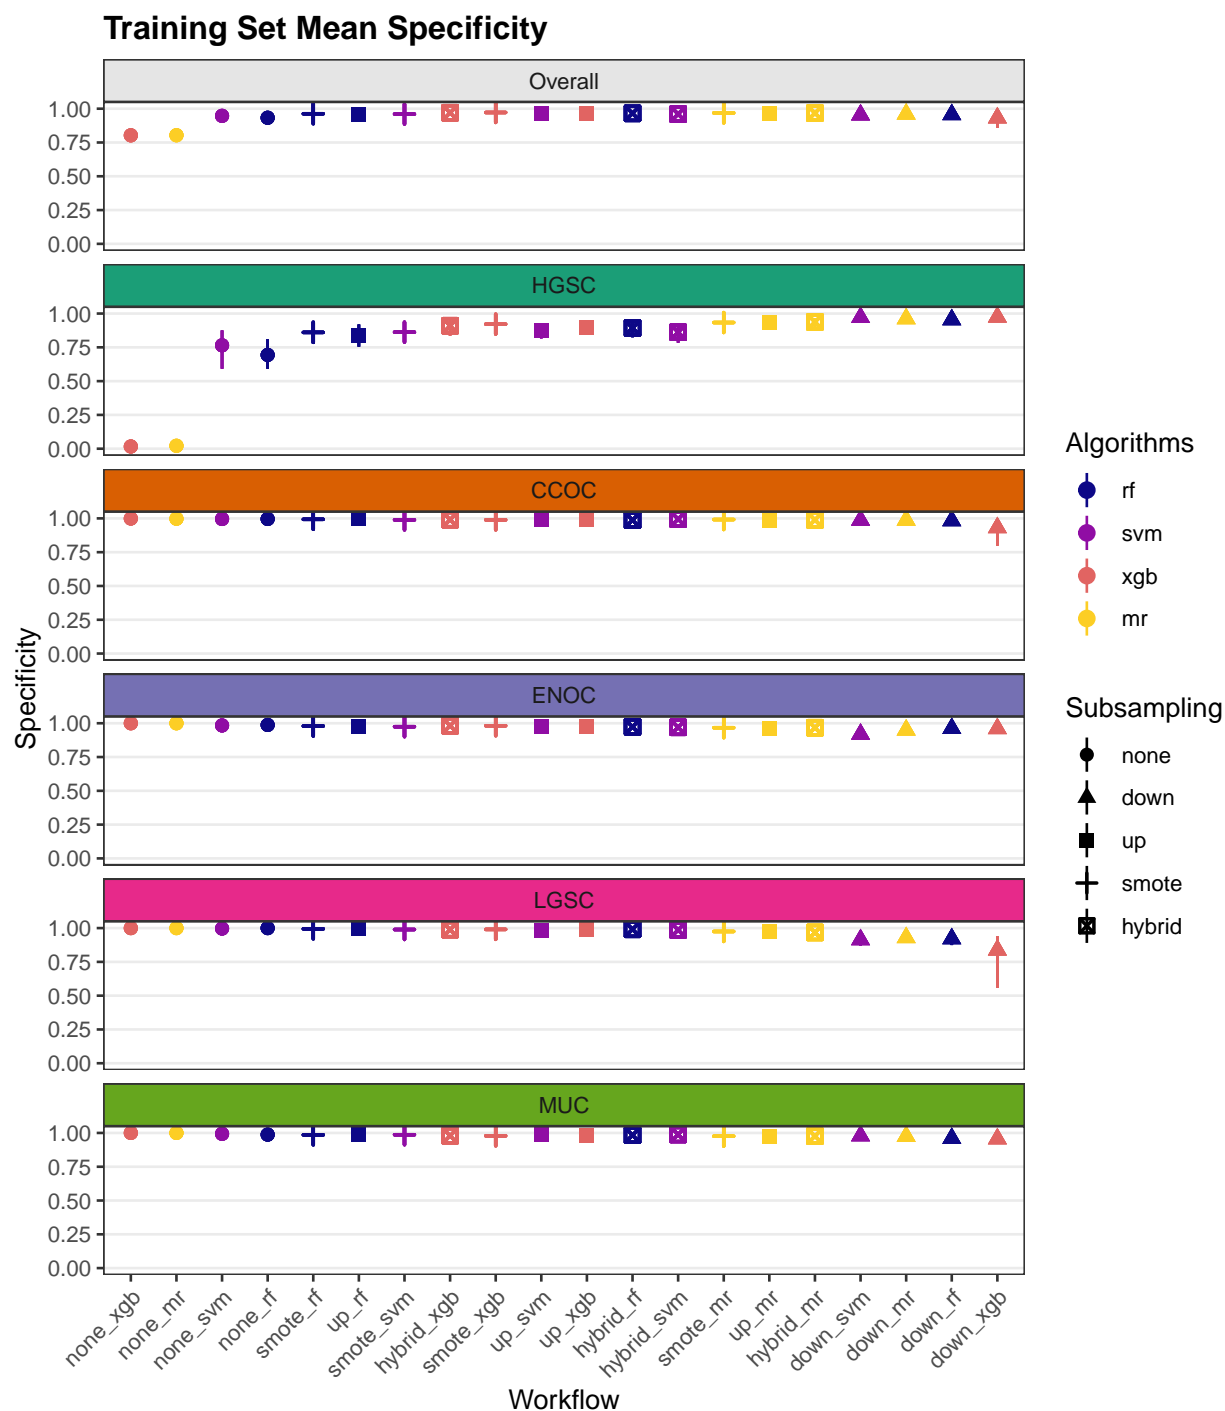 Training Set Mean Specificity
Overall
1.00
0.75
0.50
0.25
0.00
HGSC
1.00
0.75
0.50
0.25
0.00
CCOC
1.00
0.75
0.50
0.25
0.00
ENOC
1.00
0.75
0.50
0.25
0.00
LGSC
1.00
0.75
0.50
0.25
0.00
MUC
1.00
0.75
0.50
0.25
0.00
Specificity
none_xgb
none_mr
none_svm
none_rf
smote_rf
up_rf
smote_svm
hybrid_xgb
smote_xgb
up_svm
up_xgb
hybrid_rf
hybrid_svm
smote_mr
up_mr
hybrid_mr
down_svm
down_mr
down_rf
down_xgb
Workflow
Algorithms
rf
svm
xgb
mr
Subsampling
none
down
up
smote
hybrid